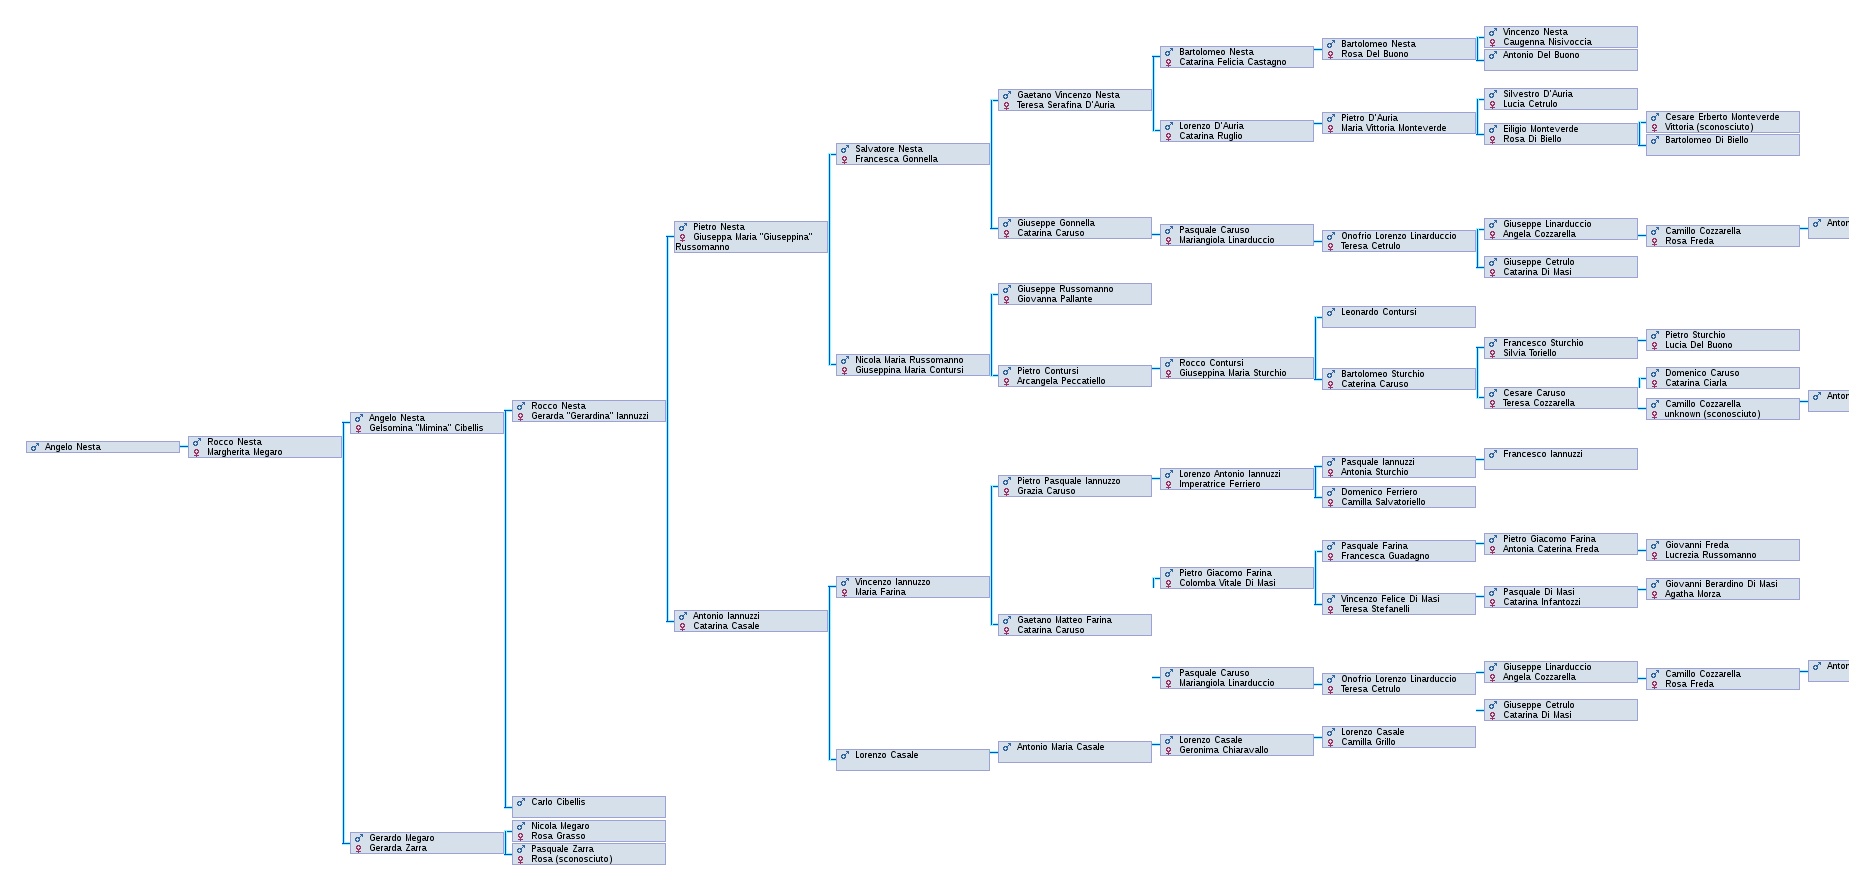 Angelo Nesta
Rocco Nesta
Margherita Megaro
Angelo Nesta
Gelsomina "Mimina" Cibellis
Gerardo Megaro
Gerarda Zarra
Rocco Nesta
Gerarda "Gerardina" Iannuzzi
Carlo Cibellis
Nicola Megaro
Rosa Grasso
Pasquale Zarra
Rosa (sconosciuto)
Pietro Nesta
Giuseppa Maria "Giuseppina"
Russomanno
Antonio Iannuzzi
Catarina Casale
Salvatore Nesta
Francesca Gonnella
Nicola Maria Russomanno
Giuseppina Maria Contursi
Vincenzo Iannuzzo
Maria Farina
Lorenzo Casale
Gaetano Vincenzo Nesta
Teresa Serafina D'Auria
Giuseppe Gonnella
Catarina Caruso
Giuseppe Russomanno
Giovanna Pallante
Pietro Contursi
Arcangela Peccatiello
Pietro Pasquale Iannuzzo
Grazia Caruso
Gaetano Matteo Farina
Catarina Caruso
Antonio Maria Casale
Bartolomeo Nesta
Catarina Felicia Castagno
Lorenzo D'Auria
Catarina Ruglio
Pasquale Caruso
Mariangiola Linarduccio
Rocco Contursi
Giuseppina Maria Sturchio
Lorenzo Antonio Iannuzzi
Imperatrice Ferriero
Pietro Giacomo Farina
Colomba Vitale Di Masi
Pasquale Caruso
Mariangiola Linarduccio
Lorenzo Casale
Geronima Chiaravallo
Bartolomeo Nesta
Rosa Del Buono
Pietro D'Auria
Maria Vittoria Monteverde
Onofrio Lorenzo Linarduccio
Teresa Cetrulo
Leonardo Contursi
Bartolomeo Sturchio
Caterina Caruso
Pasquale Iannuzzi
Antonia Sturchio
Domenico Ferriero
Camilla Salvatoriello
Pasquale Farina
Francesca Guadagno
Vincenzo Felice Di Masi
Teresa Stefanelli
Onofrio Lorenzo Linarduccio
Teresa Cetrulo
Lorenzo Casale
Camilla Grillo
Vincenzo Nesta
Caugenna Nisivoccia
Antonio Del Buono
Silvestro D'Auria
Lucia Cetrulo
Eiligio Monteverde
Rosa Di Biello
Giuseppe Linarduccio
Angela Cozzarella
Giuseppe Cetrulo
Catarina Di Masi
Francesco Sturchio
Silvia Toriello
Cesare Caruso
Teresa Cozzarella
Francesco Iannuzzi
Pietro Giacomo Farina
Antonia Caterina Freda
Pasquale Di Masi
Catarina Infantozzi
Giuseppe Linarduccio
Angela Cozzarella
Giuseppe Cetrulo
Catarina Di Masi
Cesare Erberto Monteverde
Vittoria (sconosciuto)
Bartolomeo Di Biello
Camillo Cozzarella
Rosa Freda
Pietro Sturchio
Lucia Del Buono
Domenico Caruso
Catarina Ciarla
Camillo Cozzarella
unknown (sconosciuto)
Giovanni Freda
Lucrezia Russomanno
Giovanni Berardino Di Masi
Agatha Morza
Camillo Cozzarella
Rosa Freda
Anton
Anton
Anton